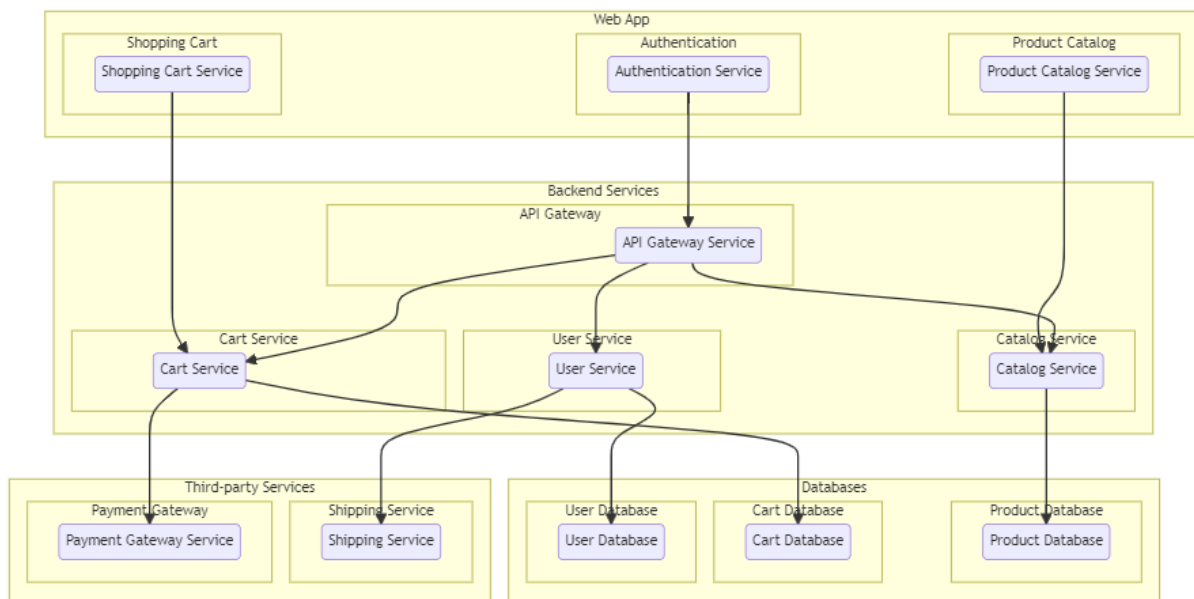 Web App
Shopping Cart
Authentication
Product Catalog
Shopping Cart Service
Authentication Service
Product Catalog Service
Backend Services
API Gateway
API Gateway Service
Cart Service
User Service
Catalog Service
Cart Service
User Service
Catalog Service
Third-party Services
Databases
Payment Gateway
Shipping Service
User Database
Cart Database
Product Database
Payment Gateway Service
Shipping Service
User Database
Cart Database
Product Database